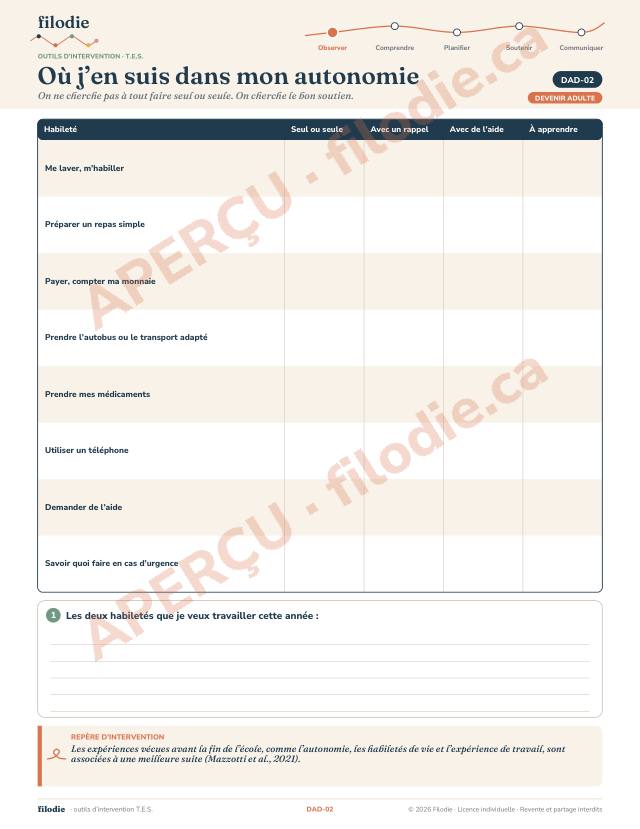 filodie
OUTILS D'INTERVENTION · T.E.S.
Observer Comprendre Planifier Soutenir Communiquer
Où j'en suis dans mon autonomie
On ne cherche pas à tout faire seul ou seule. On cherche le bon soutien.
DAD-02
DEVENIR ADULTE
Habileté Seul ou seule Avec un rappel Avec de l'aide À apprendre
Me laver, m'habiller
Préparer un repas simple
Payer, compter ma monnaie
Prendre l'autobus ou le transport adapté
Prendre mes médicaments
Utiliser un téléphone
Demander de l'aide
Savoir quoi faire en cas d'urgence
APERÇU · filodie.ca
APERÇU · filodie.ca
1 Les deux habiletés que je veux travailler cette année :
REPÈRE D'INTERVENTION
Les expériences vécues avant la fin de l'école, comme l'autonomie, les habiletés de vie et l'expérience de travail, sont
associées à une meilleure suite (Mazzotti et al., 2021).
filodie · outils d'intervention T.E.S. DAD-02 © 2026 Filodie · Licence individuelle · Revente et partage interdits